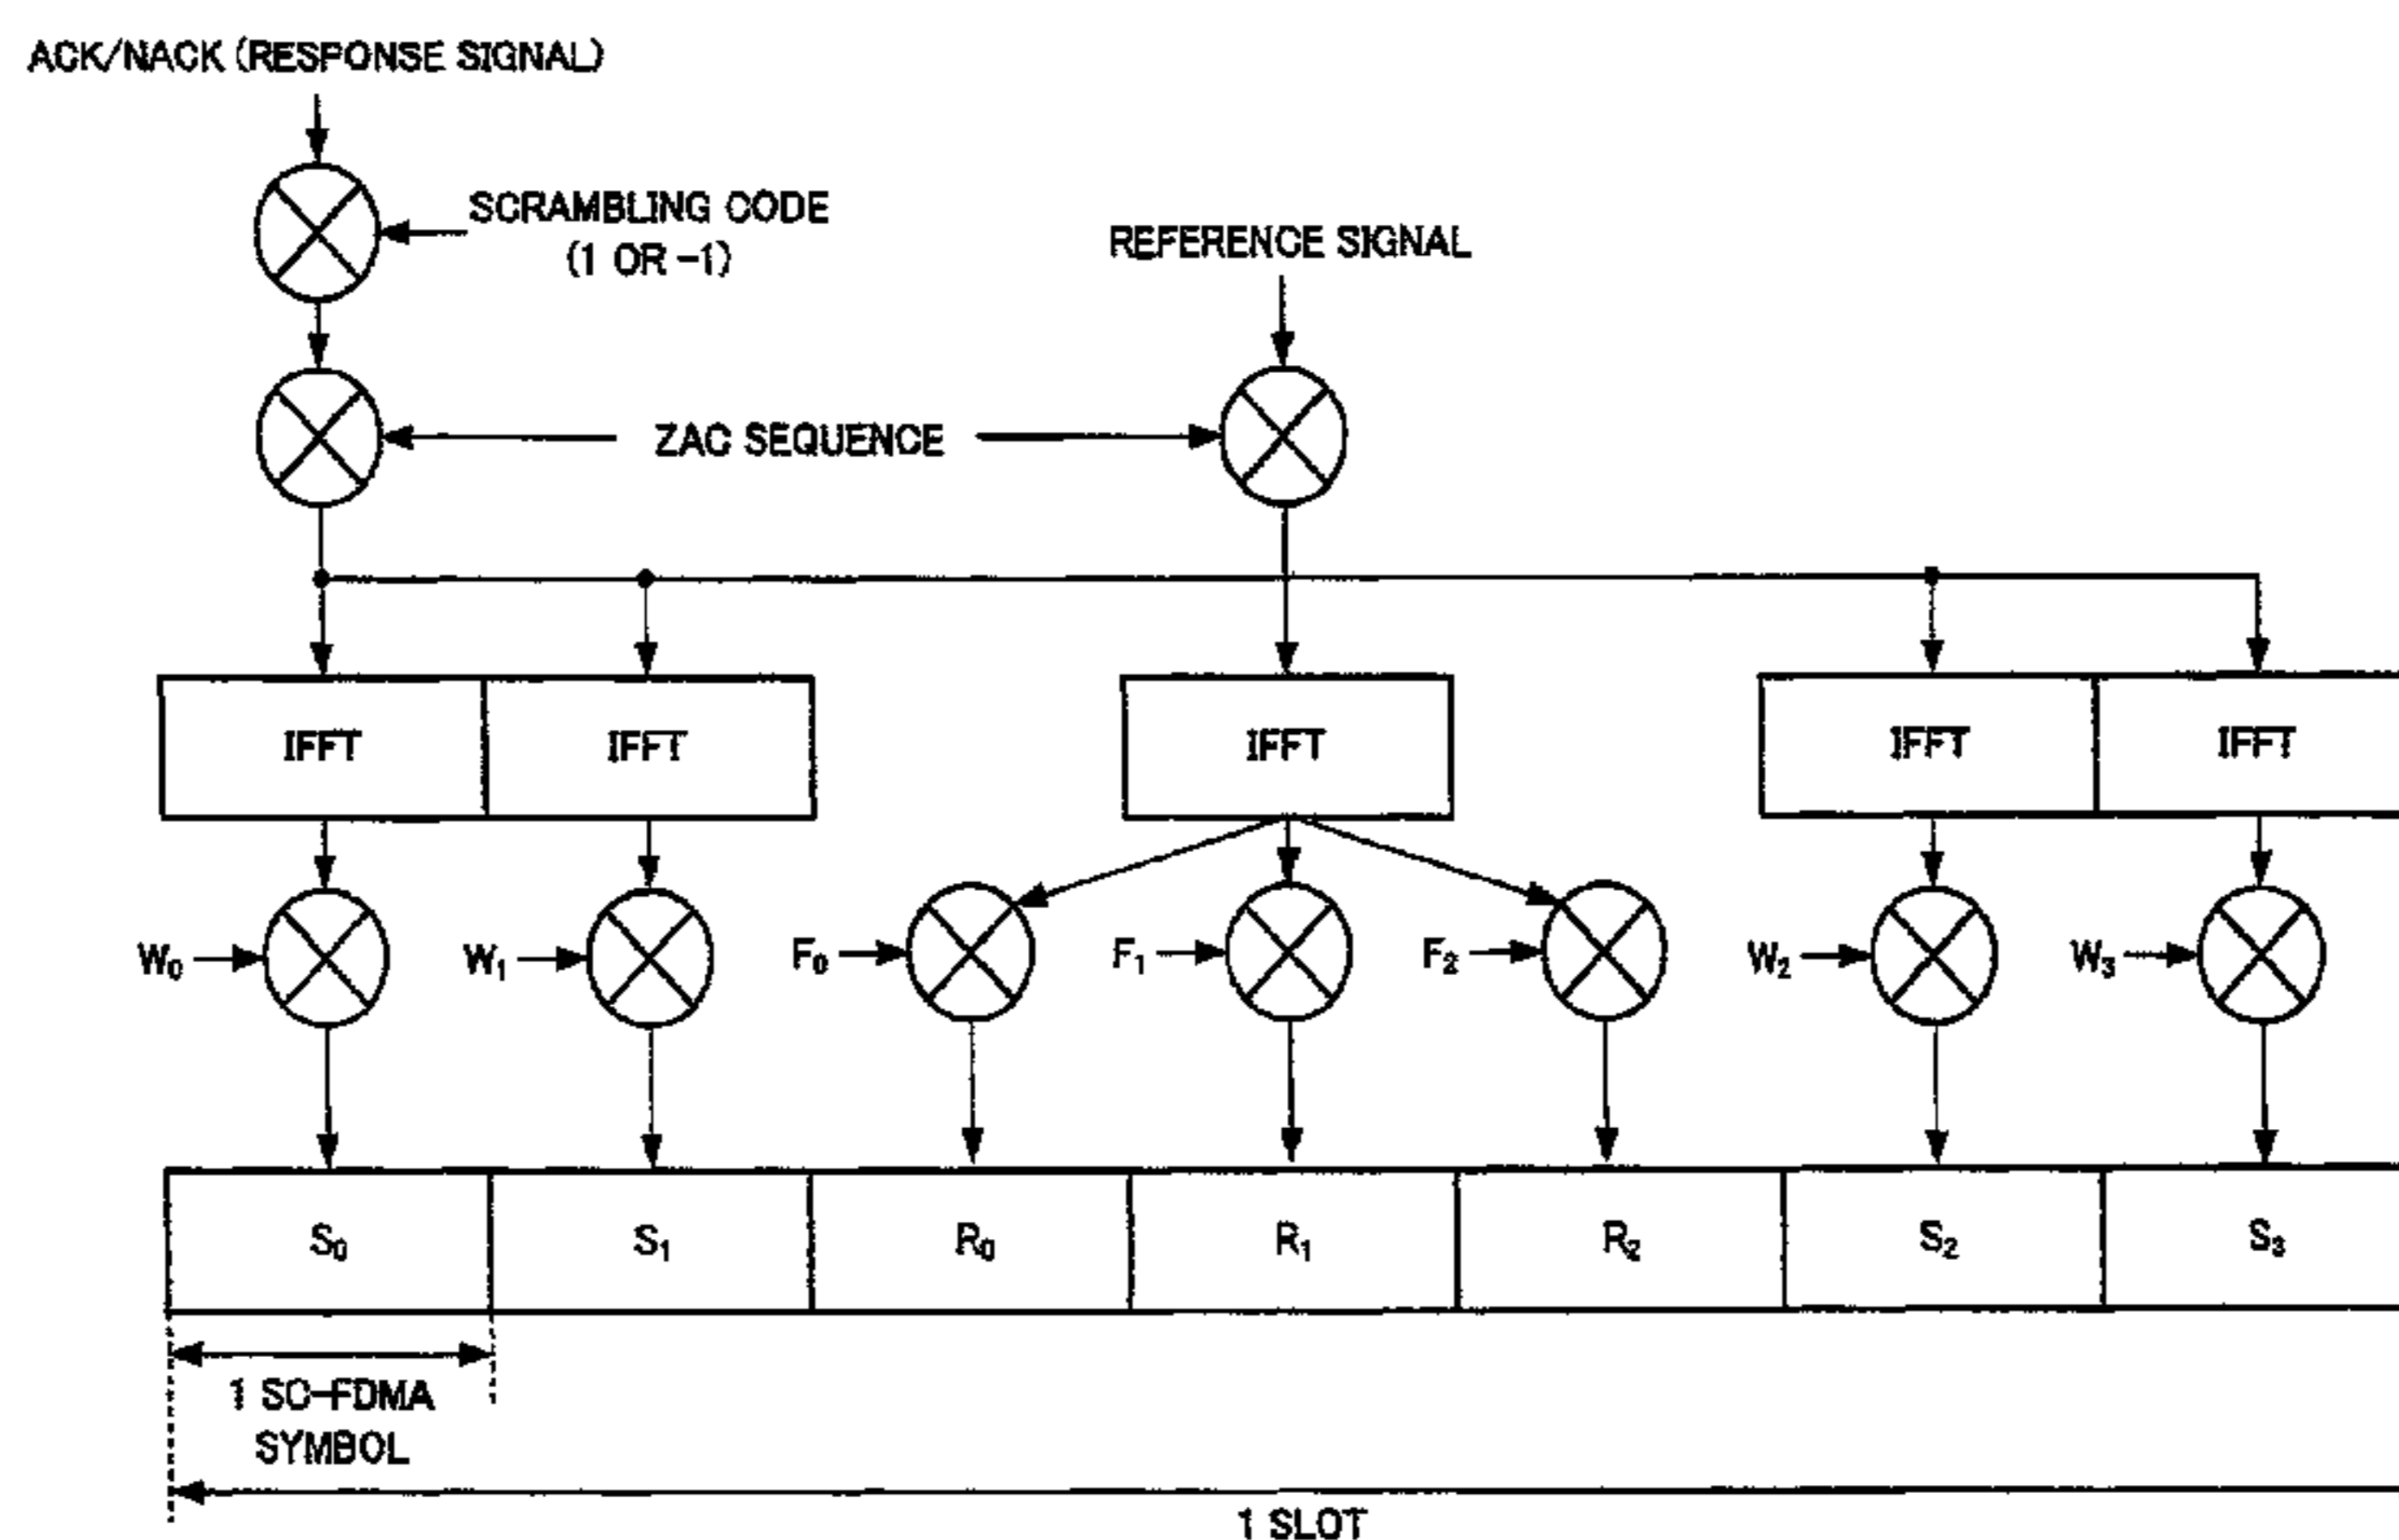 ACK/NACK (RESPONSE SIGNAL)
SCRAMBLING CODE
(1 OR -1)
REFERENCE SIGNAL
ZAC SEQUENCE
IFFT IFFT IFFT IFFT IFFT
W₀ W₁ F₀ F₁ F₂ W₂ W₃
S₀ S₁ R₀ R₁ R₂ S₂ S₃
1 SC-FDMA
SYMBOL
1 SLOT